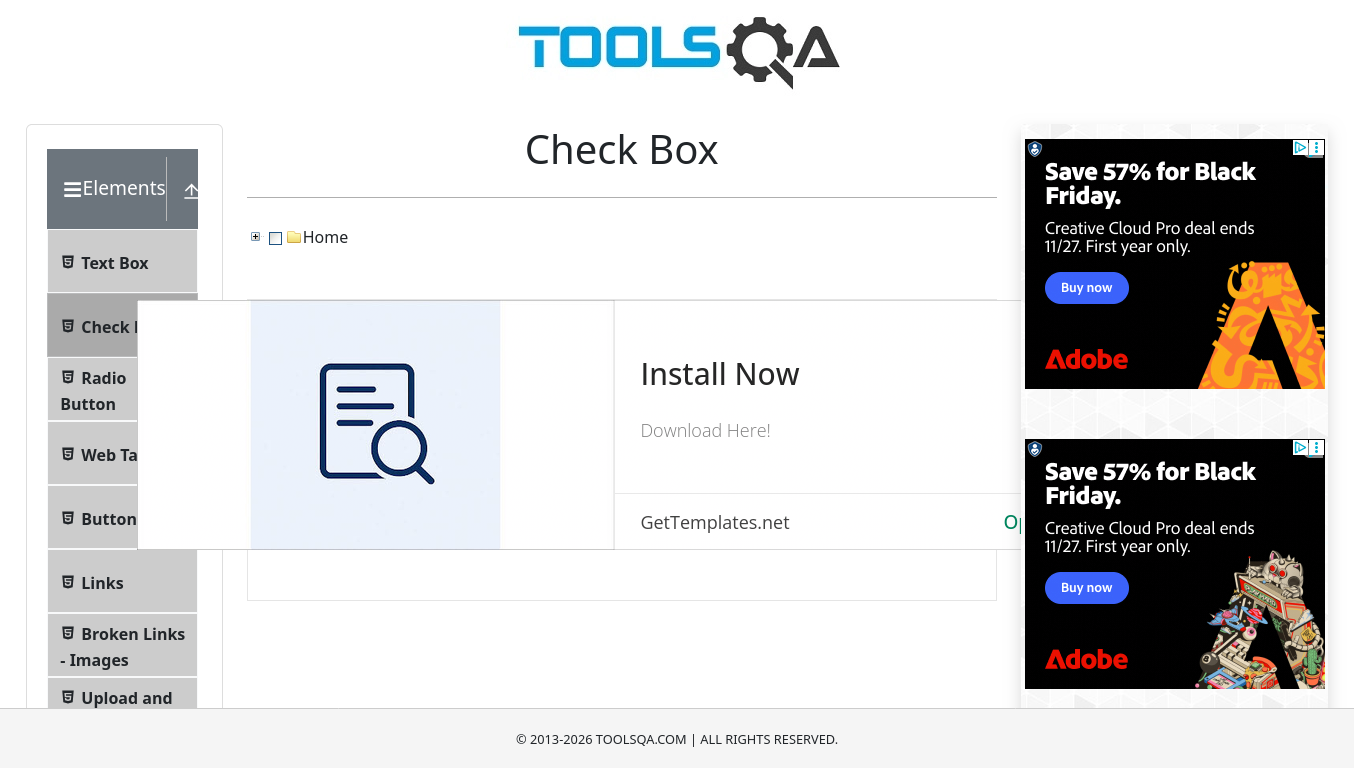 TOOLSQA
Elements
Text Box
Check
Radio
Button
Web Ta
Button
Links
Broken Links
- Images
Upload and
Check Box
Home
Install Now
Download Here!
GetTemplates.net
Op
Save 57% for Black
Friday.
Creative Cloud Pro deal ends
11/27. First year only.
Buy now
Adobe
Save 57% for Black
Friday.
Creative Cloud Pro deal ends
11/27. First year only.
Buy now
Adobe
© 2013-2026 TOOLSQA.COM | ALL RIGHTS RESERVED.